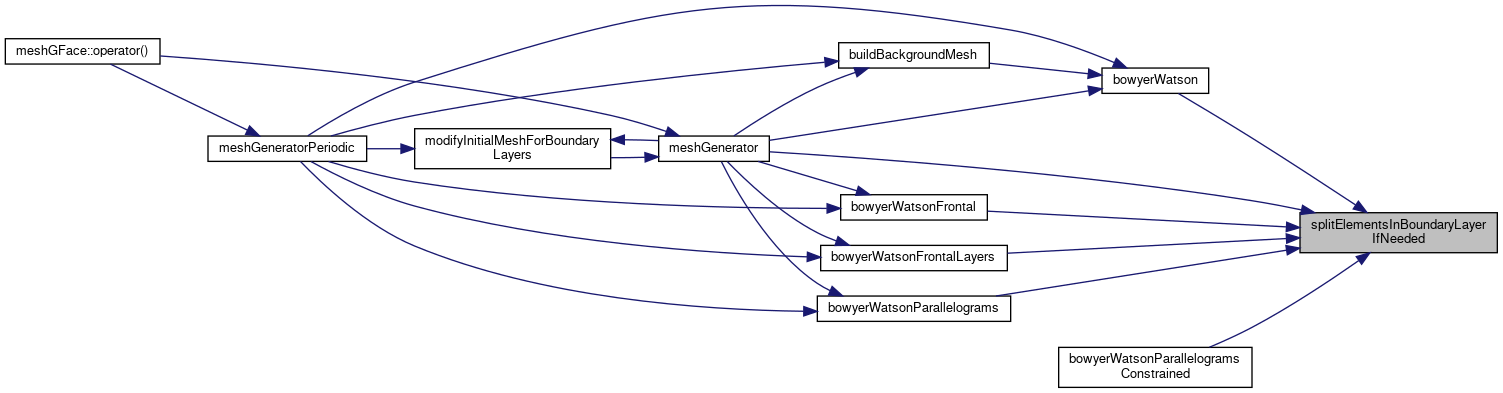 meshGFace::operator()
buildBackgroundMesh
bowyerWatson
modifyInitialMeshForBoundary
Layers
meshGeneratorPeriodic
meshGenerator
bowyerWatsonFrontal
splitElementsInBoundaryLayer
IfNeeded
bowyerWatsonFrontalLayers
bowyerWatsonParallelograms
bowyerWatsonParallelograms
Constrained